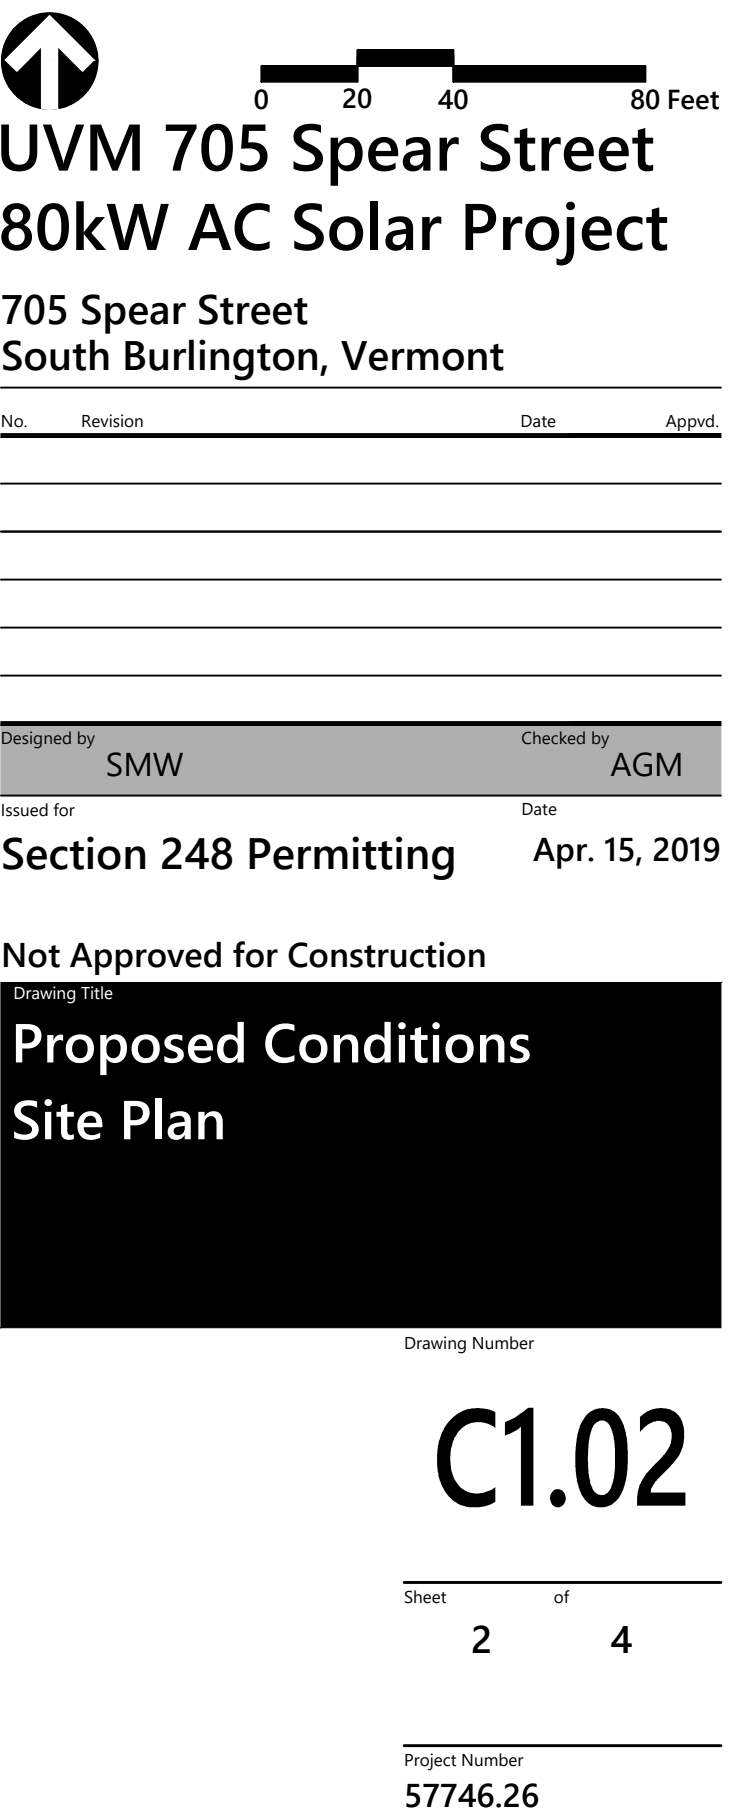 0 20 40 80 Feet
UVM 705 Spear Street
80kW AC Solar Project
705 Spear Street
South Burlington, Vermont
No. Revision Date Appvd.
Designed by Checked by
SMW AGM
Issued for Date
Section 248 Permitting Apr. 15, 2019
Not Approved for Construction
Drawing Title
Proposed Conditions
Site Plan
Drawing Number
C1.02
Sheet of
2 4
Project Number
57746.26